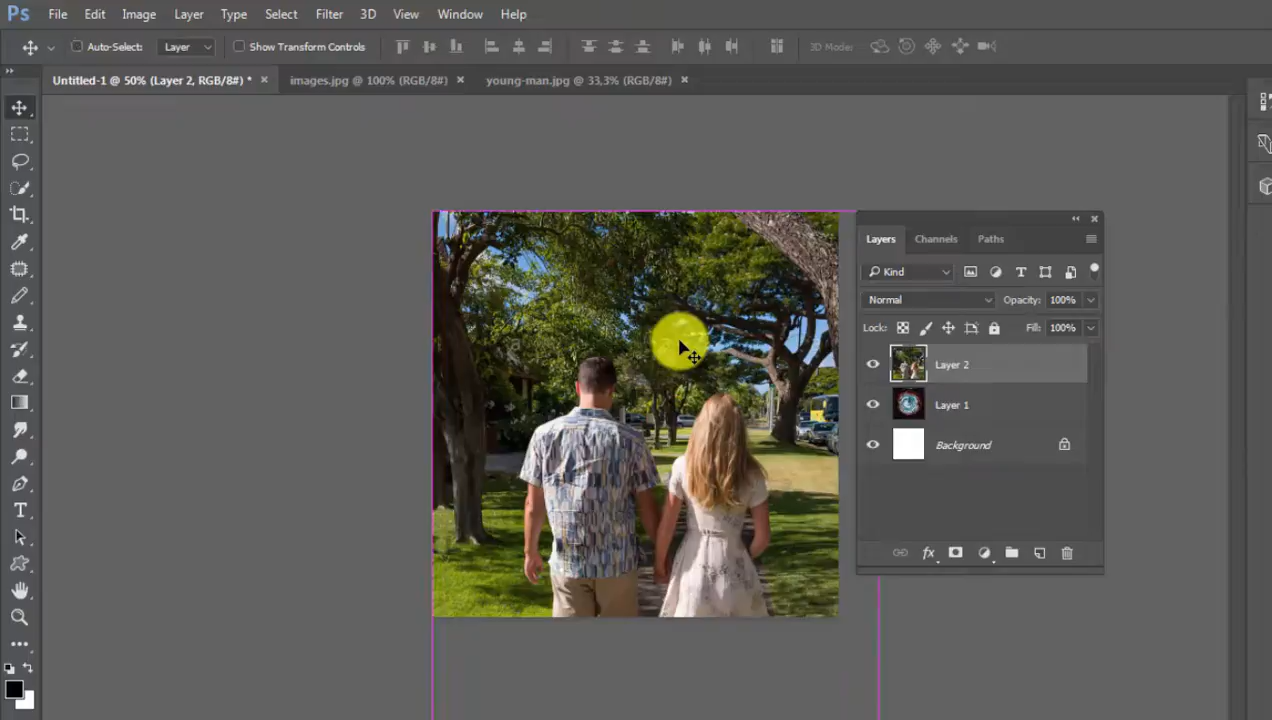 Ps File Edit Image Layer Type Select Filter 3D View Window Help
Auto-Select: Layer Show Transform Controls 3D Mode:
Untitled-1 @ 50% (Layer 2, RGB/8#) * × images.jpg @ 100% (RGB/8#) × young-man.jpg @ 33,3% (RGB/8#) ×
Layers Channels Paths
Kind
Normal Opacity: 100%
Lock: Fill: 100%
Layer 2
Layer 1
Background
fx